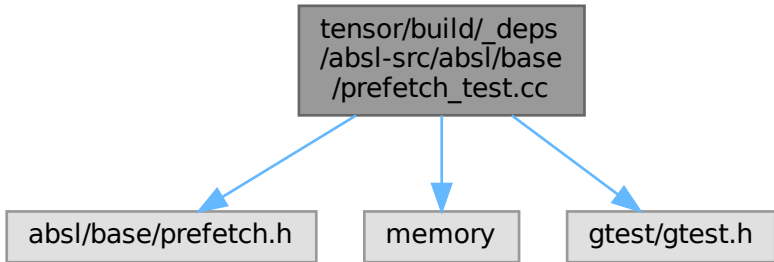 tensor/build/_deps
/absl-src/absl/base
/prefetch_test.cc
absl/base/prefetch.h
memory
gtest/gtest.h